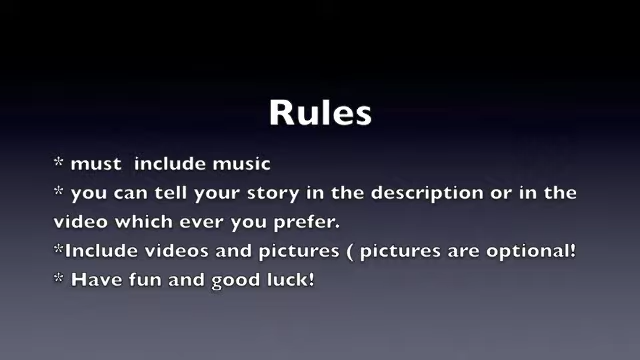 Rules
* must  include music
* you can tell your story in the description or in the
video which ever you prefer.
*Include videos and pictures ( pictures are optional!
* Have fun and good luck!